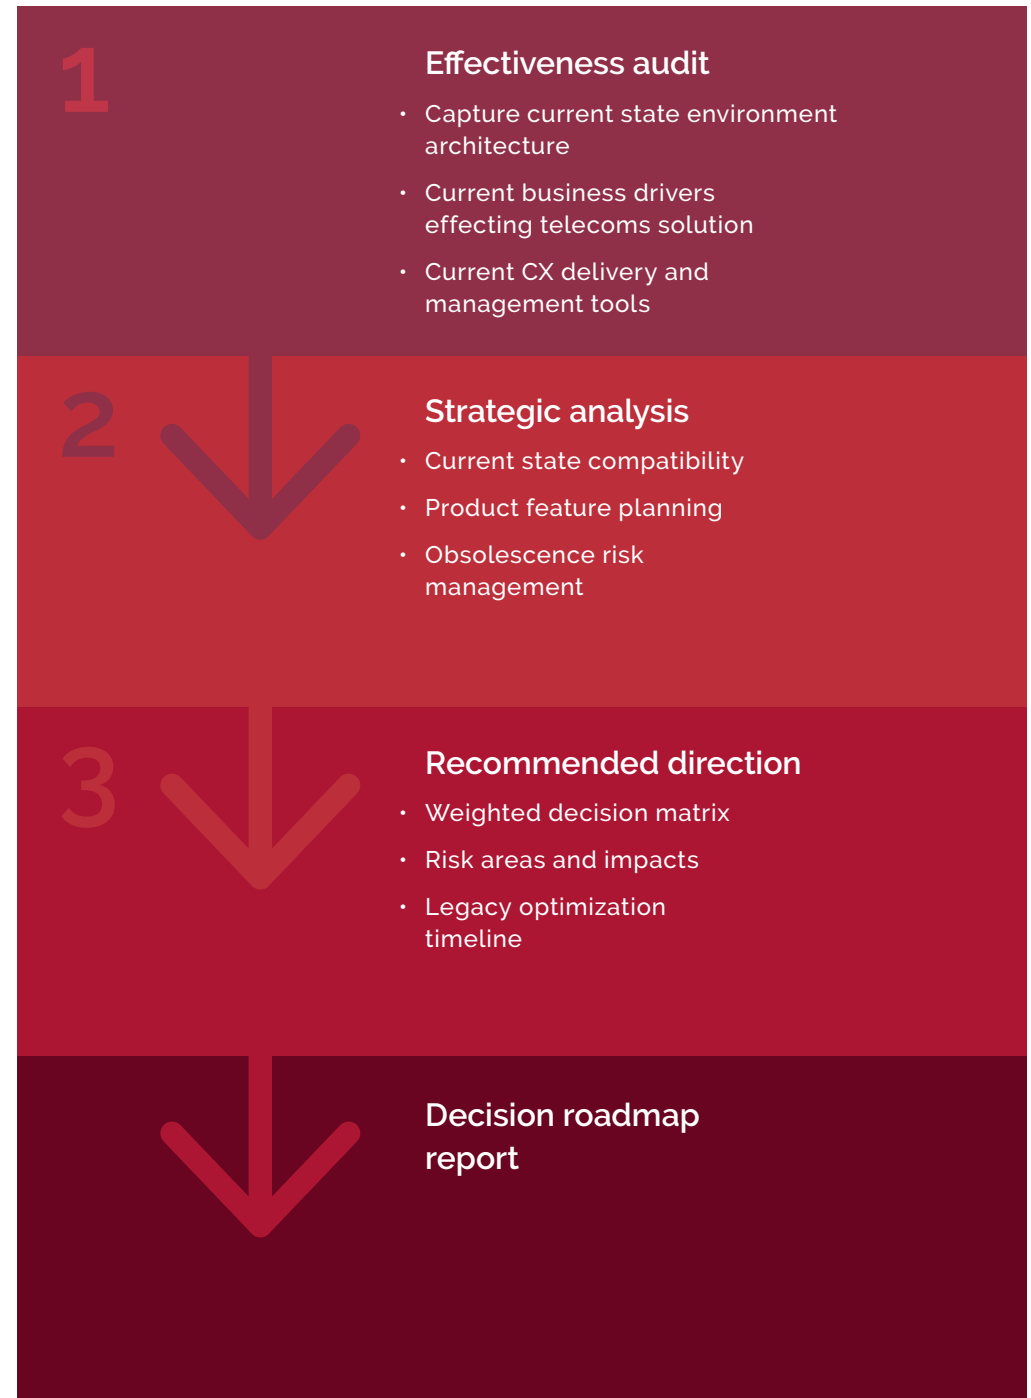 1
Effectiveness audit
• Capture current state environment
architecture
• Current business drivers
effecting telecoms solution
• Current CX delivery and
management tools
2
Strategic analysis
• Current state compatibility
• Product feature planning
• Obsolescence risk
management
3
Recommended direction
• Weighted decision matrix
• Risk areas and impacts
• Legacy optimization
timeline
Decision roadmap
report